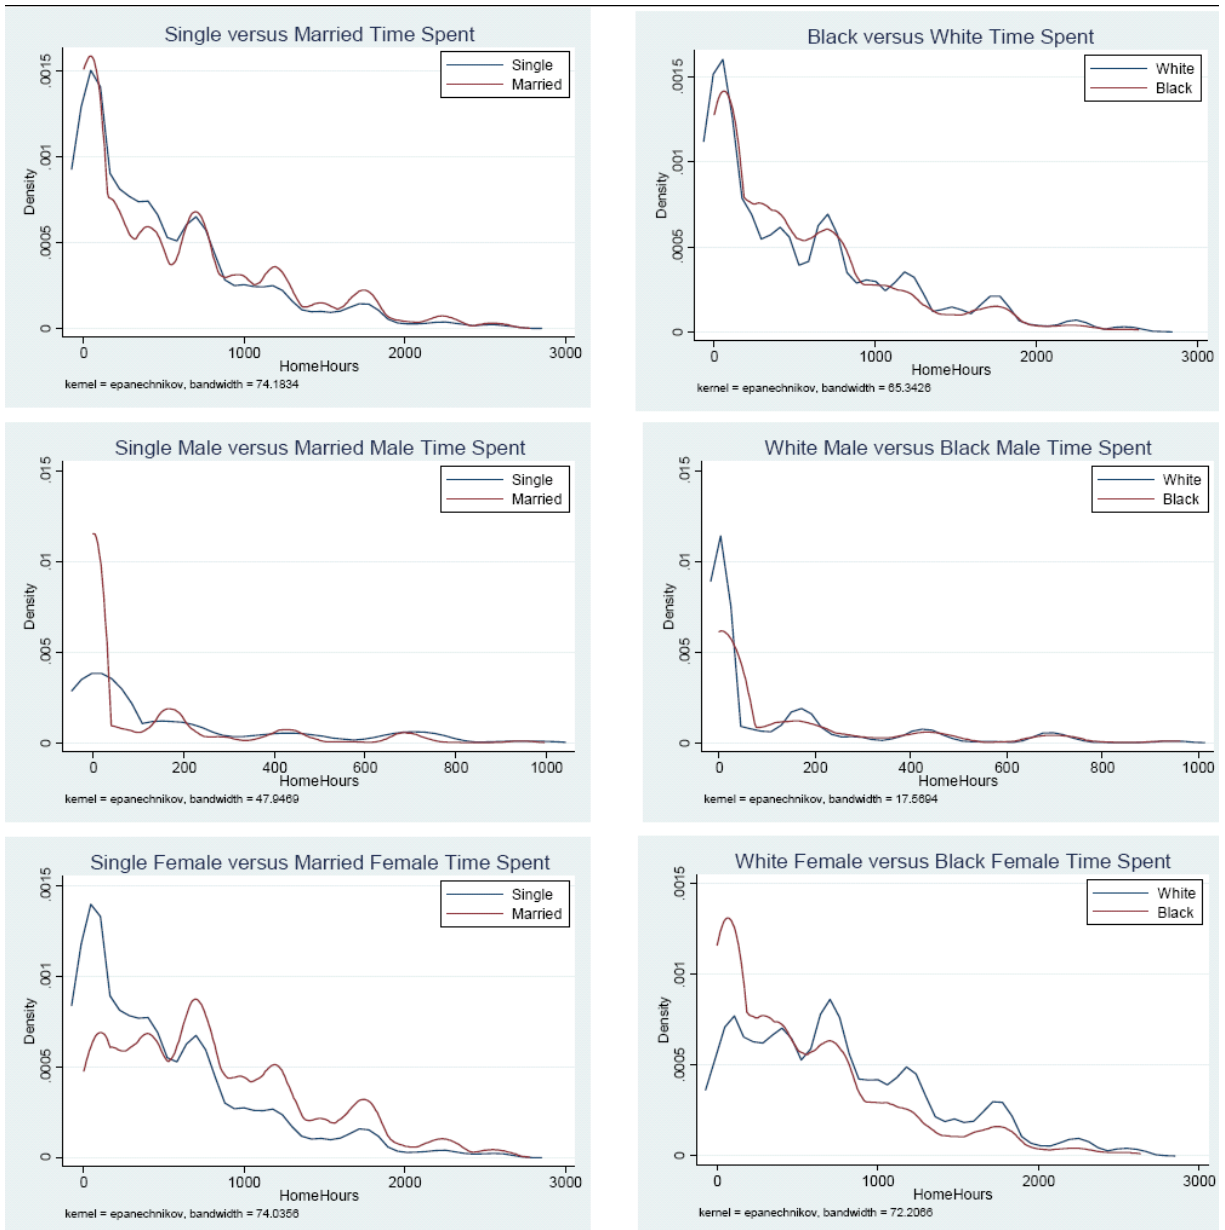 Single versus Married Time Spent
Single
Married
Density
.0015
.001
.0005
0
0 1000 2000 3000
HomeHours
kernel = epanechnikov, bandwidth = 74.1834
Black versus White Time Spent
White
Black
Density
.0015
.001
.0005
0
0 1000 2000 3000
HomeHours
kernel = epanechnikov, bandwidth = 65.3426
Single Male versus Married Male Time Spent
Single
Married
Density
.015
.01
.005
0
0 200 400 600 800 1000
HomeHours
kernel = epanechnikov, bandwidth = 47.9469
White Male versus Black Male Time Spent
White
Black
Density
.015
.01
.005
0
0 200 400 600 800 1000
HomeHours
kernel = epanechnikov, bandwidth = 17.5694
Single Female versus Married Female Time Spent
Single
Married
Density
.0015
.001
.0005
0
0 1000 2000 3000
HomeHours
kernel = epanechnikov, bandwidth = 74.0356
White Female versus Black Female Time Spent
White
Black
Density
.0015
.001
.0005
0
0 1000 2000 3000
HomeHours
kernel = epanechnikov, bandwidth = 72.2066